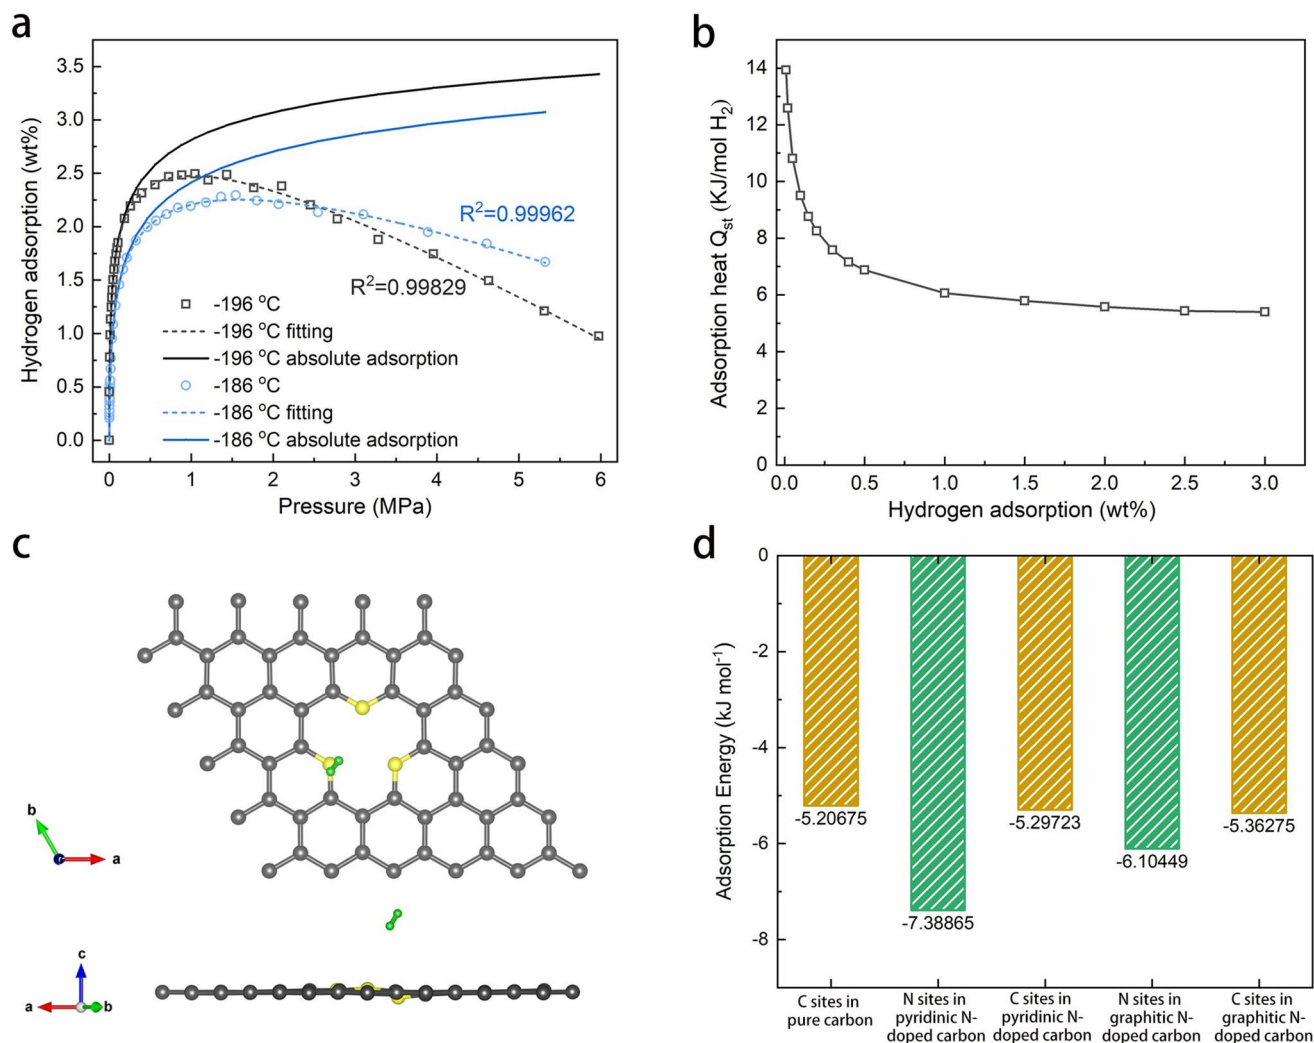 a
Hydrogen adsorption (wt%)
3.5
3.0
2.5
2.0
1.5
1.0
0.5
0.0
R²=0.99962
R²=0.99829
-196 °C
-196 °C fitting
-196 °C absolute adsorption
-186 °C
-186 °C fitting
-186 °C absolute adsorption
0 1 2 3 4 5 6
Pressure (MPa)
b
Adsorption heat Qst (KJ/mol H₂)
14
12
10
8
6
4
2
0
0.0 0.5 1.0 1.5 2.0 2.5 3.0
Hydrogen adsorption (wt%)
c
b
a
c
a
b
d
Adsorption Energy (kJ mol⁻¹)
0
-2
-4
-6
-8
-5.20675
-7.38865
-5.29723
-6.10449
-5.36275
C sites in
pure carbon
N sites in
pyridinic N-
doped carbon
C sites in
pyridinic N-
doped carbon
N sites in
graphitic N-
doped carbon
C sites in
graphitic N-
doped carbon